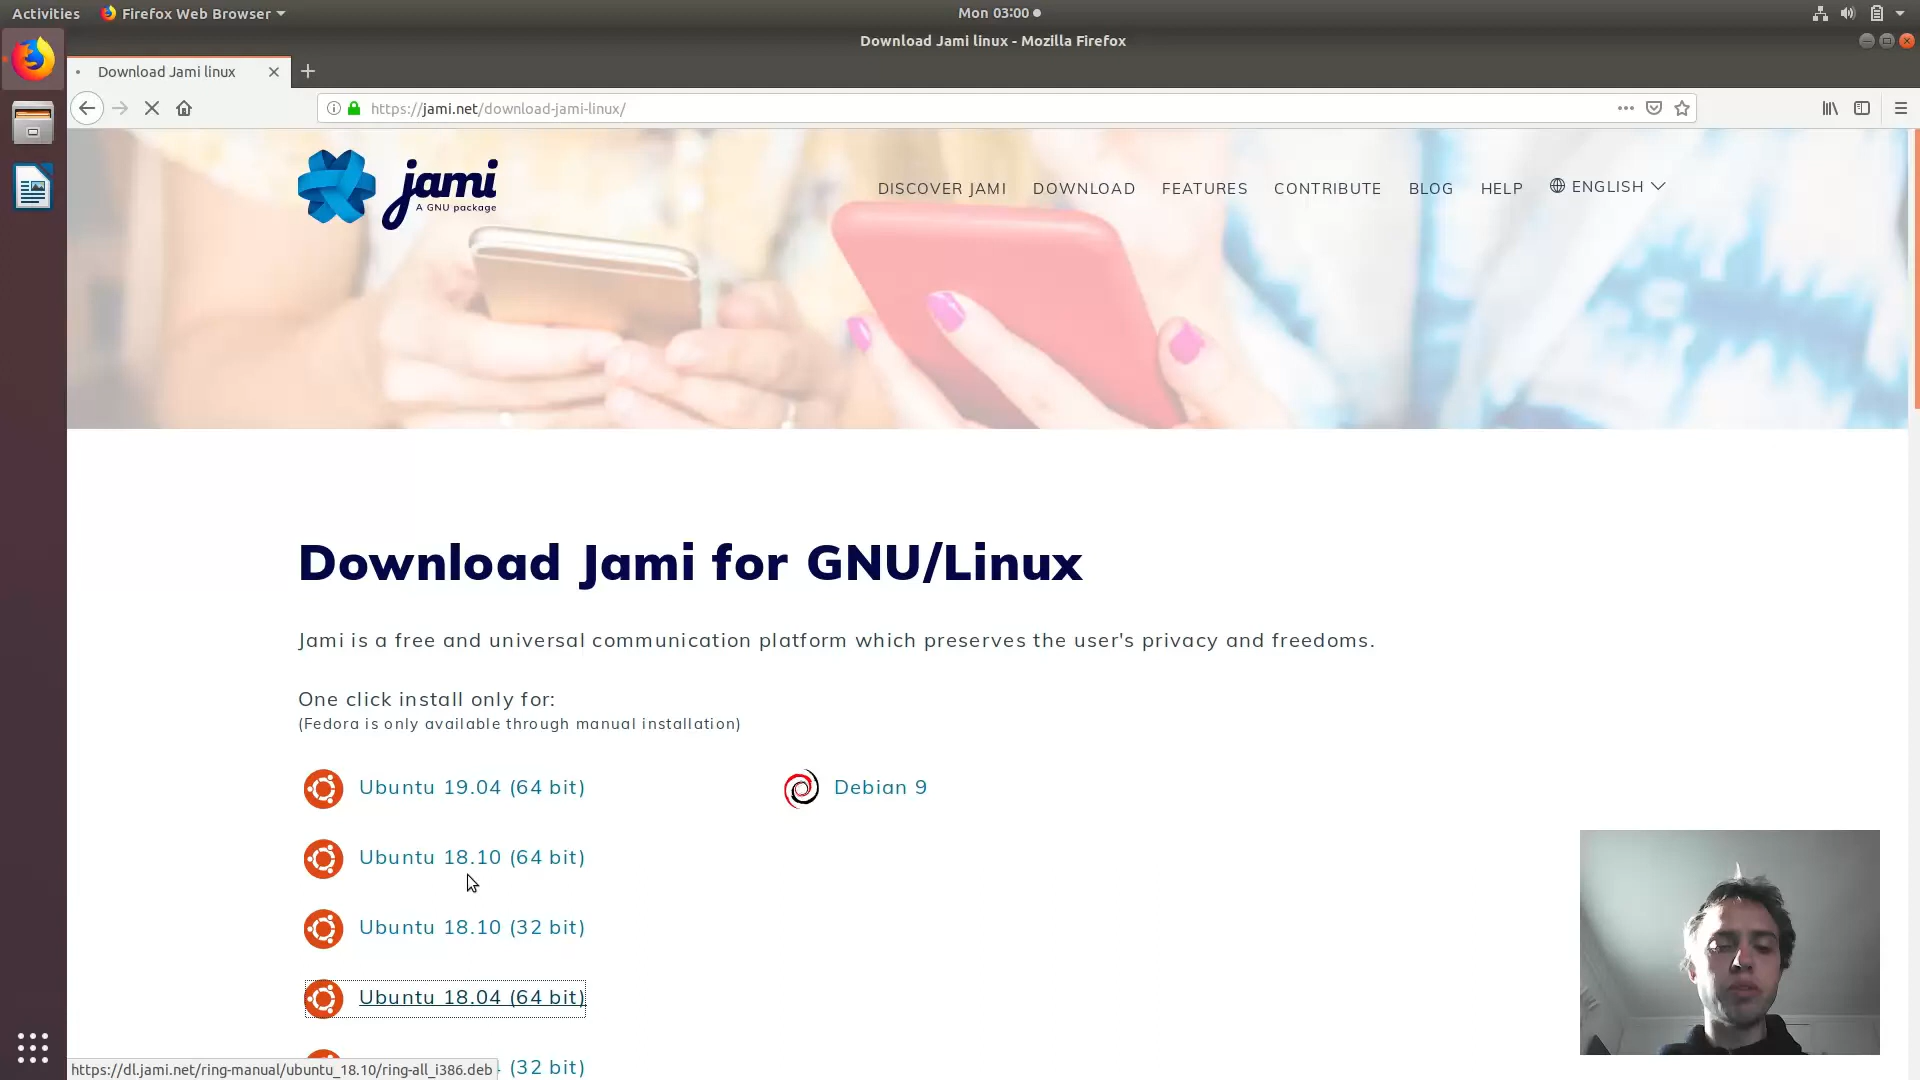 Activities
Firefox Web Browser
Mon 03:00
Download Jami linux - Mozilla Firefox
Download Jami linux
https://jami.net/download-jami-linux/
jami
A GNU package
DISCOVER JAMI
DOWNLOAD
FEATURES
CONTRIBUTE
BLOG
HELP
ENGLISH
Download Jami for GNU/Linux
Jami is a free and universal communication platform which preserves the user's privacy and freedoms.
One click install only for:
(Fedora is only available through manual installation)
Ubuntu 19.04 (64 bit)
Debian 9
Ubuntu 18.10 (64 bit)
Ubuntu 18.10 (32 bit)
Ubuntu 18.04 (64 bit)
(32 bit)
https://dl.jami.net/ring-manual/ubuntu_18.10/ring-all_i386.deb